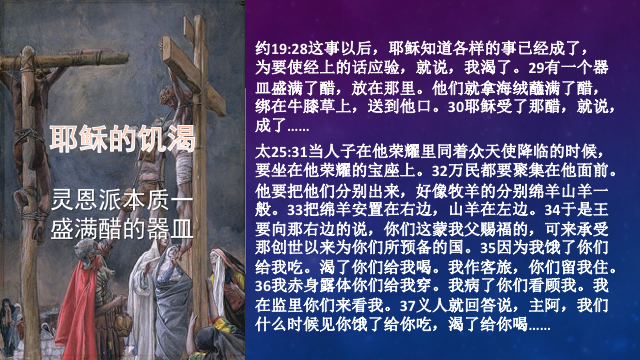 耶稣的饥渴
灵恩派本质一
盛满醋的器皿
约19:28这事以后，耶稣知道各样的事已经成了，
为要使经上的话应验，就说，我渴了。29有一个器
皿盛满了醋，放在那里。他们就拿海绒蘸满了醋，
绑在牛膝草上，送到他口。30耶稣受了那醋，就说，
成了……
太25:31当人子在他荣耀里同着众天使降临的时候，
要坐在他荣耀的宝座上。32万民都要聚集在他面前。
他要把他们分别出来，好像牧羊的分别绵羊山羊一
般。33把绵羊安置在右边，山羊在左边。34于是王
要向那右边的说，你们这蒙我父赐福的，可来承受
那创世以来为你们所预备的国。35因为我饿了你们
给我吃。渴了你们给我喝。我作客旅，你们留我住。
36我赤身露体你们给我穿。我病了你们看顾我。我
在监里你们来看我。37义人就回答说，主阿，我们
什么时候见你饿了给你吃，渴了给你喝……